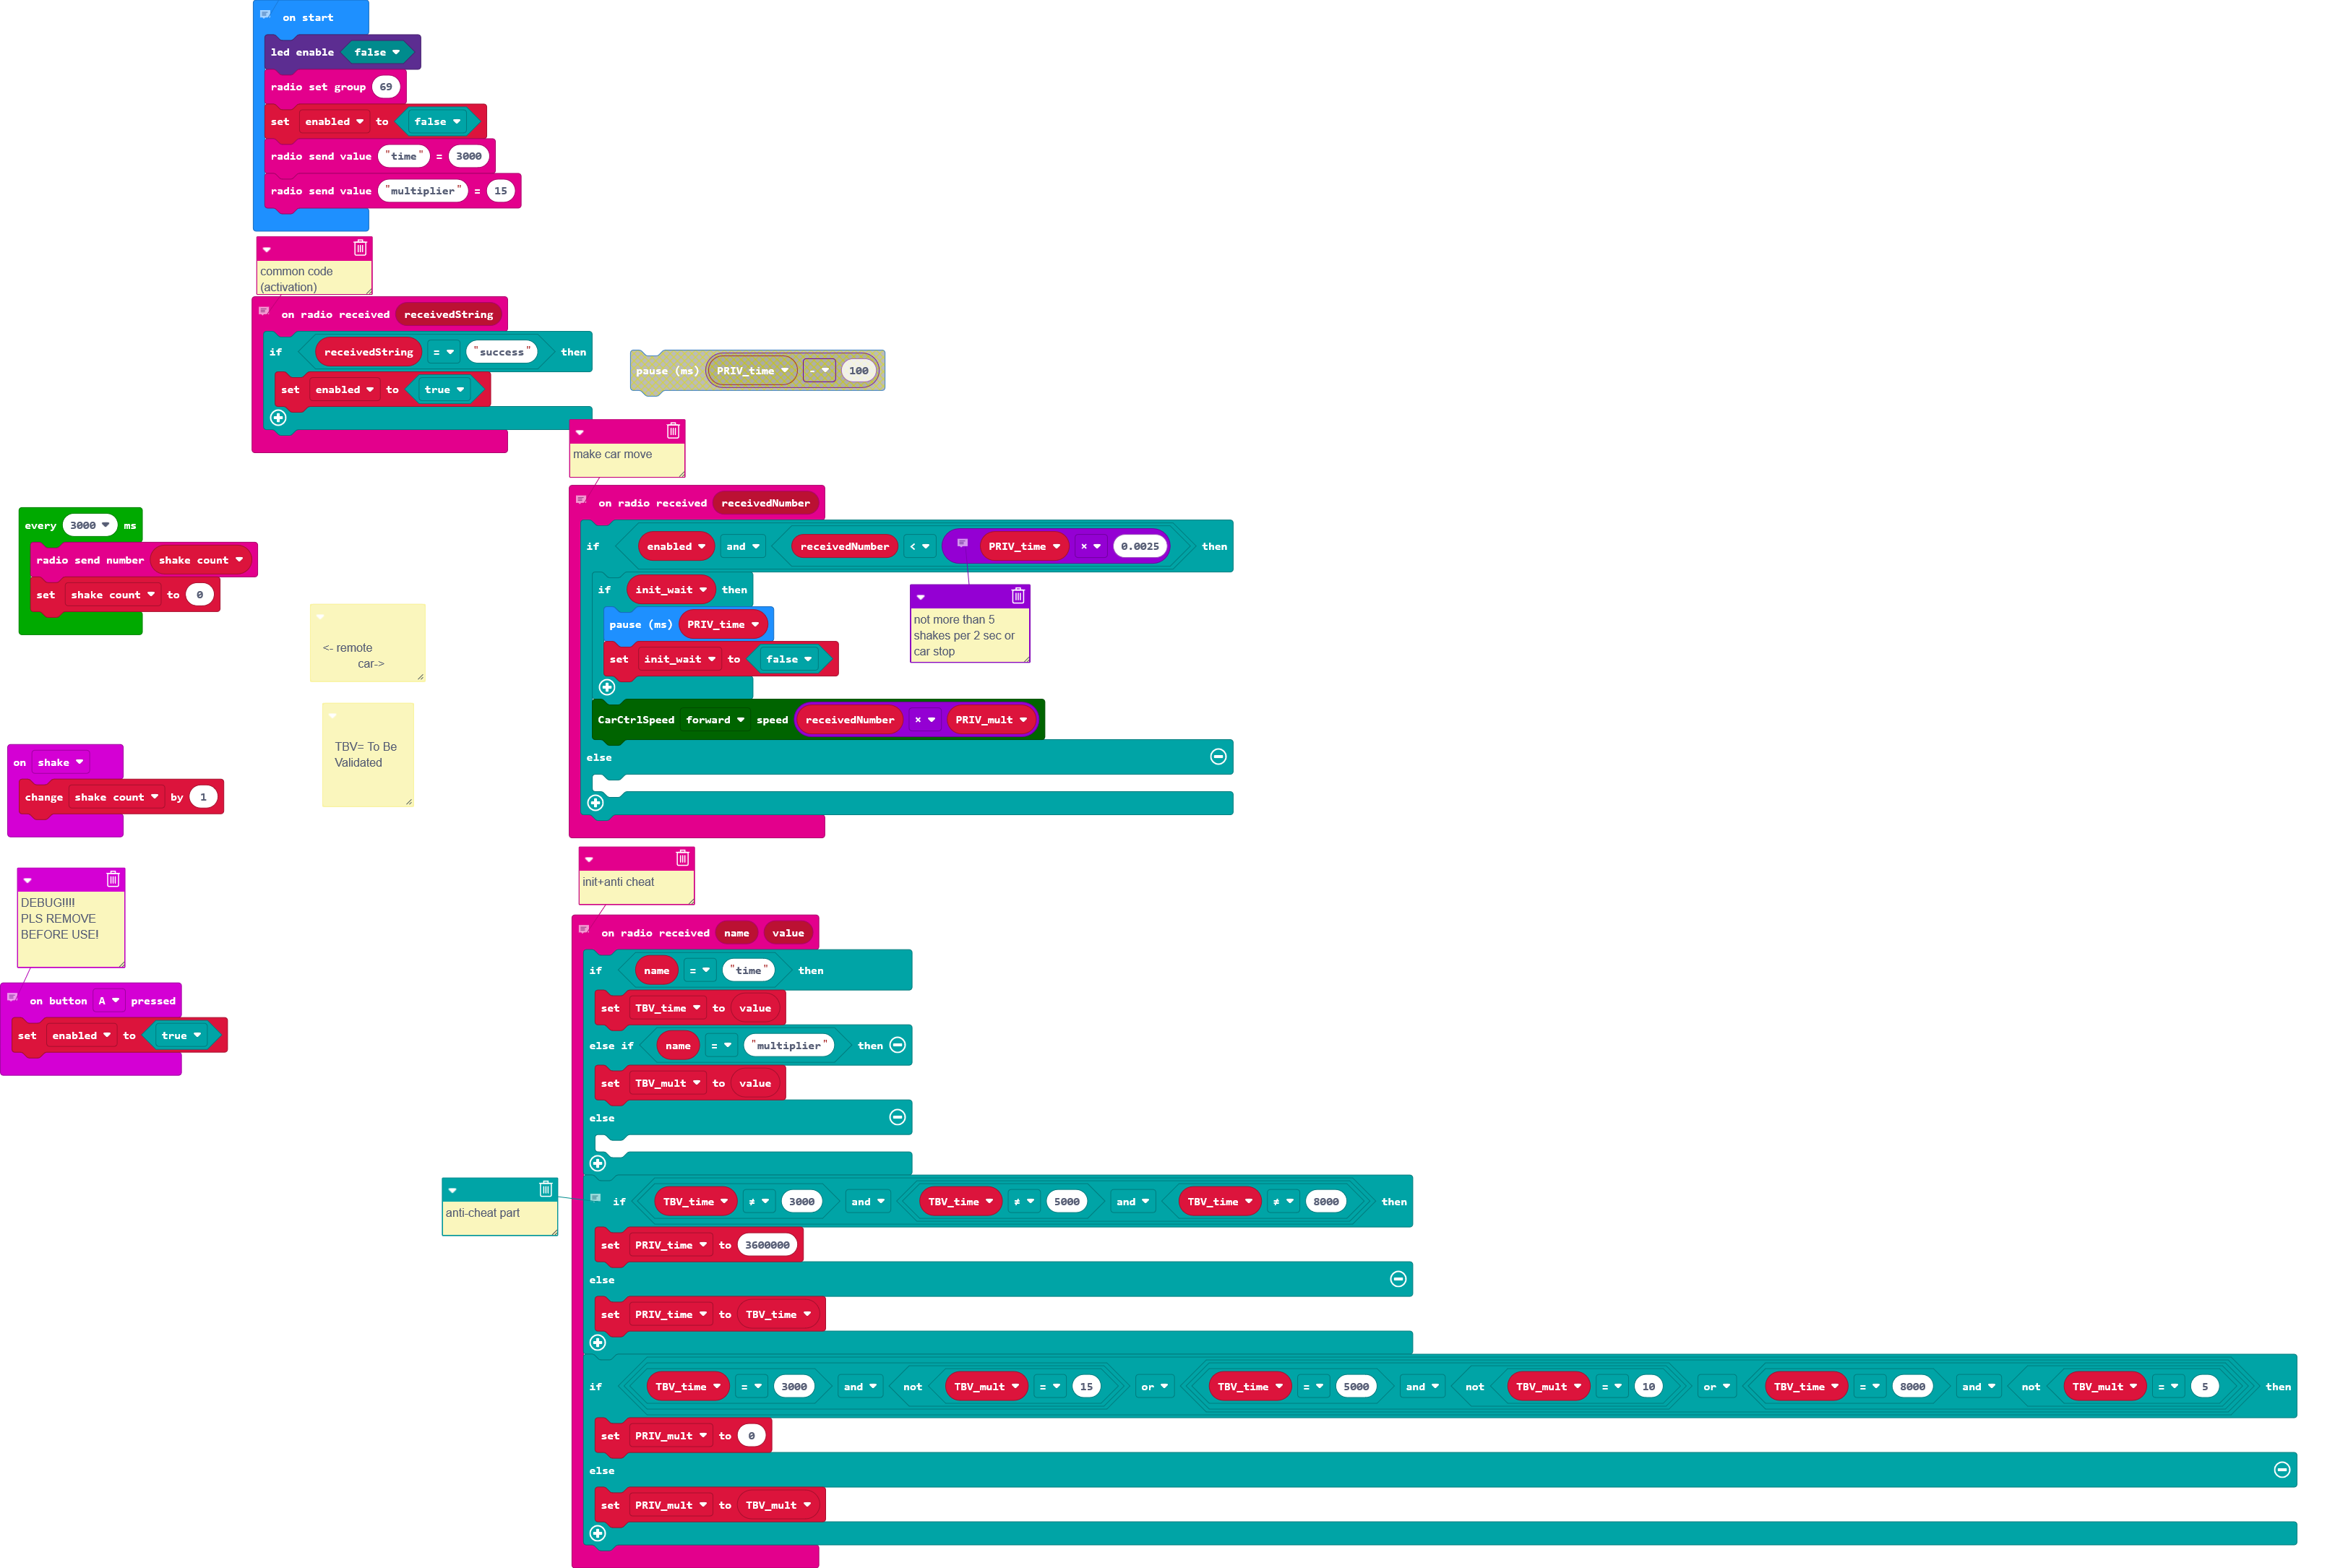 on start
led enable false
radio set group 69
set enabled to false
radio send value "time" = 3000
radio send value "multiplier" = 15
common code
(activation)
on radio received receivedString
if receivedString = "success" then
set enabled to true
pause (ms) PRIV_time - 100
make car move
on radio received receivedNumber
if enabled and receivedNumber < PRIV_time × 0.0025 then
if init_wait then
pause (ms) PRIV_time
set init_wait to false
not more than 5
shakes per 2 sec or
car stop
CarCtrlSpeed forward speed receivedNumber × PRIV_mult
else
every 3000 ms
radio send number shake count
set shake count to 0
<- remote
car->
TBV= To Be
Validated
on shake
change shake count by 1
DEBUG!!!!
PLS REMOVE
BEFORE USE!
on button A pressed
set enabled to true
init+anti cheat
on radio received name value
if name = "time" then
set TBV_time to value
else if name = "multiplier" then
set TBV_mult to value
else
anti-cheat part
if TBV_time ≠ 3000 and TBV_time ≠ 5000 and TBV_time ≠ 8000 then
set PRIV_time to 3600000
else
set PRIV_time to TBV_time
if TBV_time = 3000 and not TBV_mult = 15 or TBV_time = 5000 and not TBV_mult = 10 or TBV_time = 8000 and not TBV_mult = 5 then
set PRIV_mult to 0
else
set PRIV_mult to TBV_mult